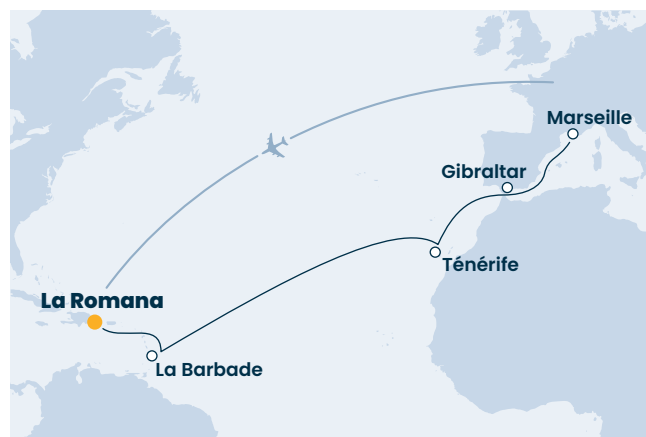 Marseille
Gibraltar
Ténérife
La Romana
La Barbade